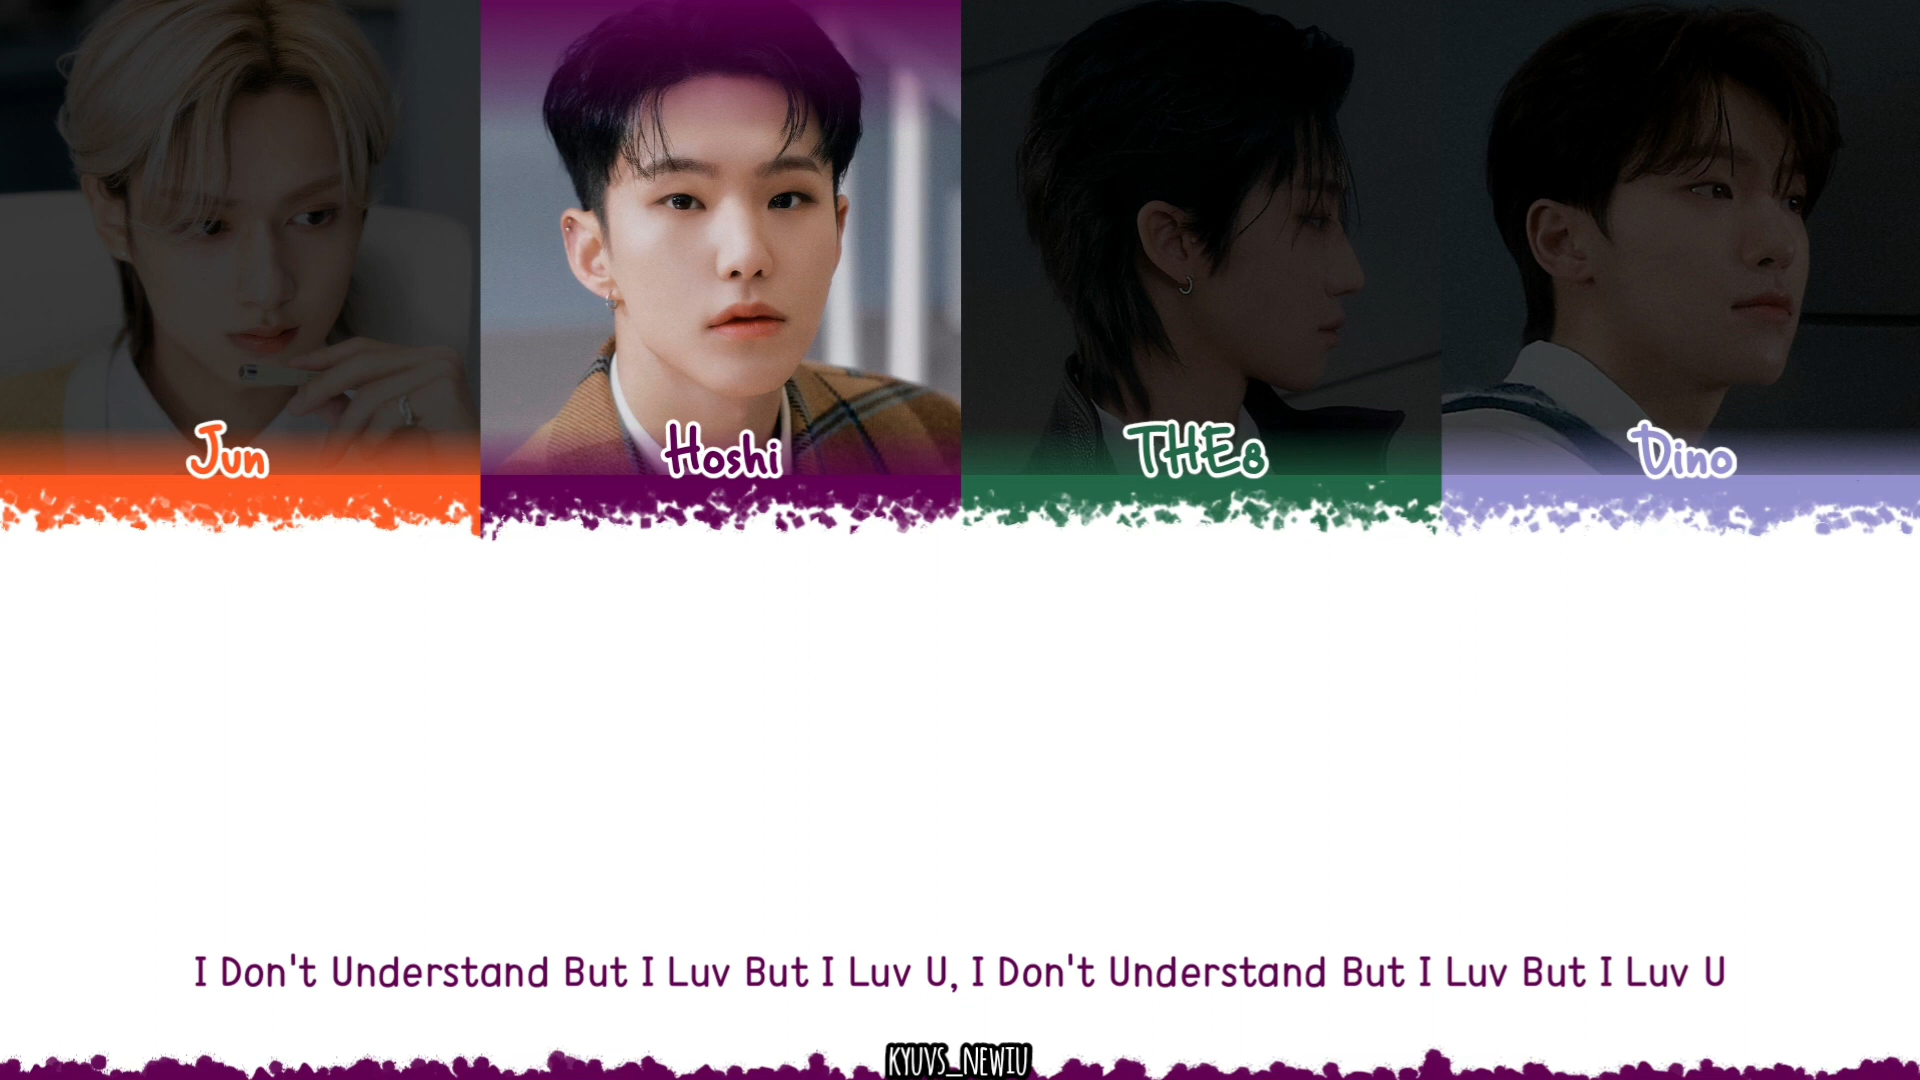 Jun
Hoshi
THE8
Dino
I Don't Understand But I Luv But I Luv U, I Don't Understand But I Luv But I Luv U
KYUVS_NEWIU